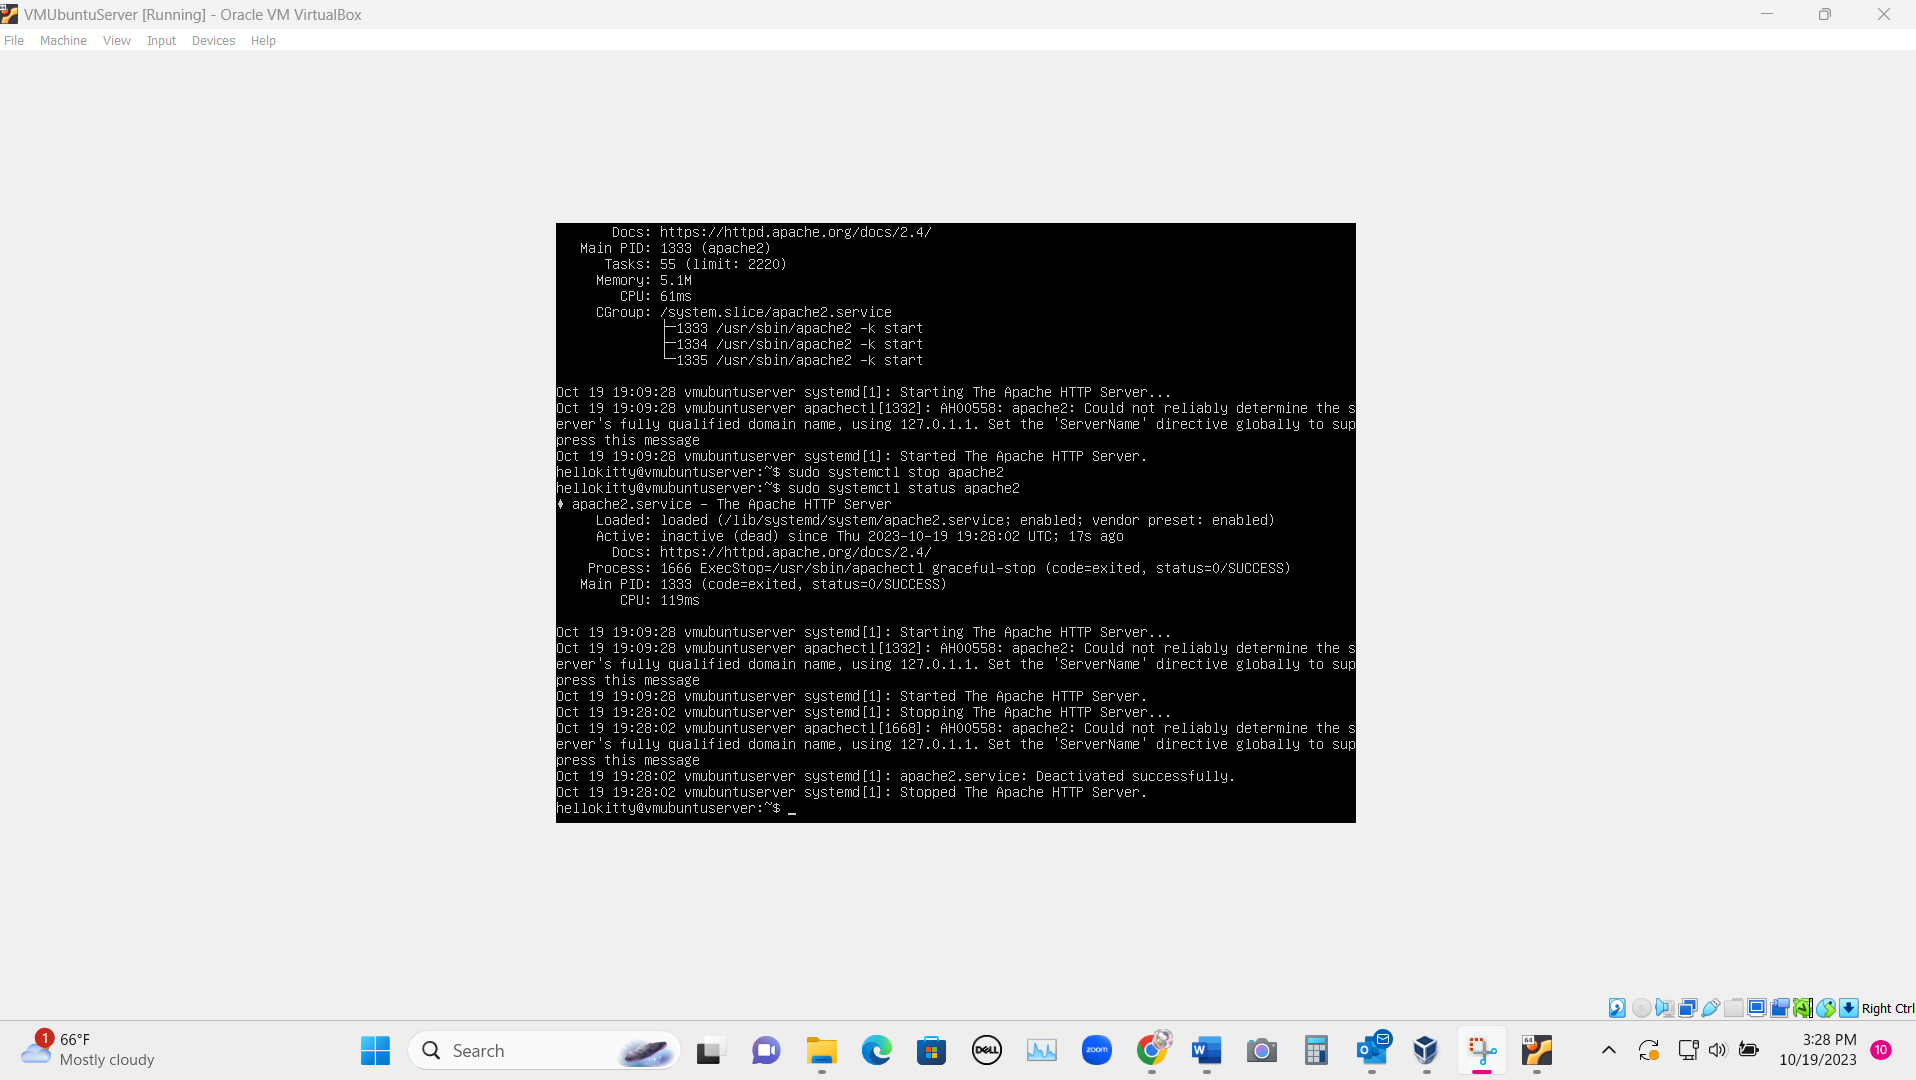 VMUbuntuServer [Running] - Oracle VM VirtualBox
File Machine View Input Devices Help
Docs: https://httpd.apache.org/docs/2.4/
Main PID: 1333 (apache2)
Tasks: 55 (limit: 2220)
Memory: 5.1M
CPU: 61ms
CGroup: /system.slice/apache2.service
├─1333 /usr/sbin/apache2 -k start
├─1334 /usr/sbin/apache2 -k start
└─1335 /usr/sbin/apache2 -k start
Oct 19 19:09:28 vmubuntuserver systemd[1]: Starting The Apache HTTP Server...
Oct 19 19:09:28 vmubuntuserver apachectl[1332]: AH00558: apache2: Could not reliably determine the s
erver's fully qualified domain name, using 127.0.1.1. Set the 'ServerName' directive globally to sup
press this message
Oct 19 19:09:28 vmubuntuserver systemd[1]: Started The Apache HTTP Server.
hellokitty@vmubuntuserver:~$ sudo systemctl stop apache2
hellokitty@vmubuntuserver:~$ sudo systemctl status apache2
♦ apache2.service - The Apache HTTP Server
Loaded: loaded (/lib/systemd/system/apache2.service; enabled; vendor preset: enabled)
Active: inactive (dead) since Thu 2023-10-19 19:28:02 UTC; 17s ago
Docs: https://httpd.apache.org/docs/2.4/
Process: 1666 ExecStop=/usr/sbin/apachectl graceful-stop (code=exited, status=0/SUCCESS)
Main PID: 1333 (code=exited, status=0/SUCCESS)
CPU: 119ms
Oct 19 19:09:28 vmubuntuserver systemd[1]: Starting The Apache HTTP Server...
Oct 19 19:09:28 vmubuntuserver apachectl[1332]: AH00558: apache2: Could not reliably determine the s
erver's fully qualified domain name, using 127.0.1.1. Set the 'ServerName' directive globally to sup
press this message
Oct 19 19:09:28 vmubuntuserver systemd[1]: Started The Apache HTTP Server.
Oct 19 19:28:02 vmubuntuserver systemd[1]: Stopping The Apache HTTP Server...
Oct 19 19:28:02 vmubuntuserver apachectl[1668]: AH00558: apache2: Could not reliably determine the s
erver's fully qualified domain name, using 127.0.1.1. Set the 'ServerName' directive globally to sup
press this message
Oct 19 19:28:02 vmubuntuserver systemd[1]: apache2.service: Deactivated successfully.
Oct 19 19:28:02 vmubuntuserver systemd[1]: Stopped The Apache HTTP Server.
hellokitty@vmubuntuserver:~$ _
Right Ctrl
1 66°F
Mostly cloudy
Search
DELL
zoom
W
64
3:28 PM
10/19/2023
10